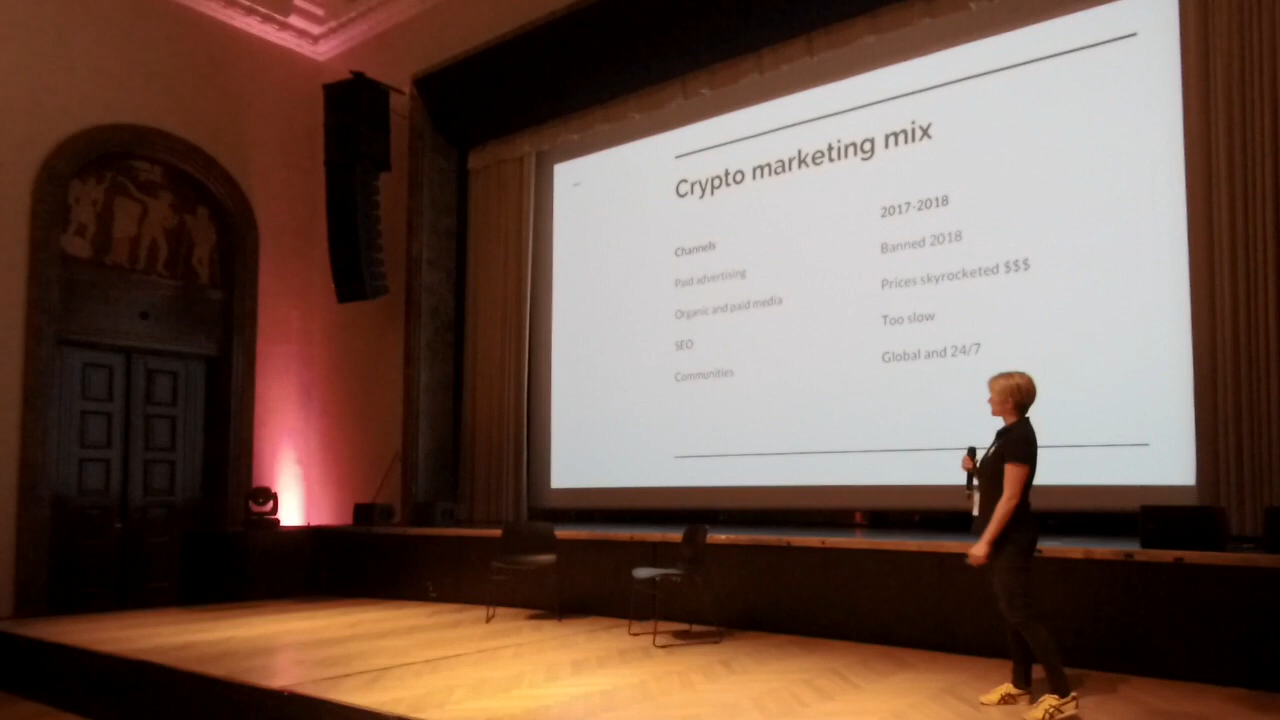 Crypto marketing mix
2017-2018
Channels
Banned 2018
Paid advertising
Prices skyrocketed $$$
Organic and paid media
Too slow
SEO
Global and 24/7
Communities